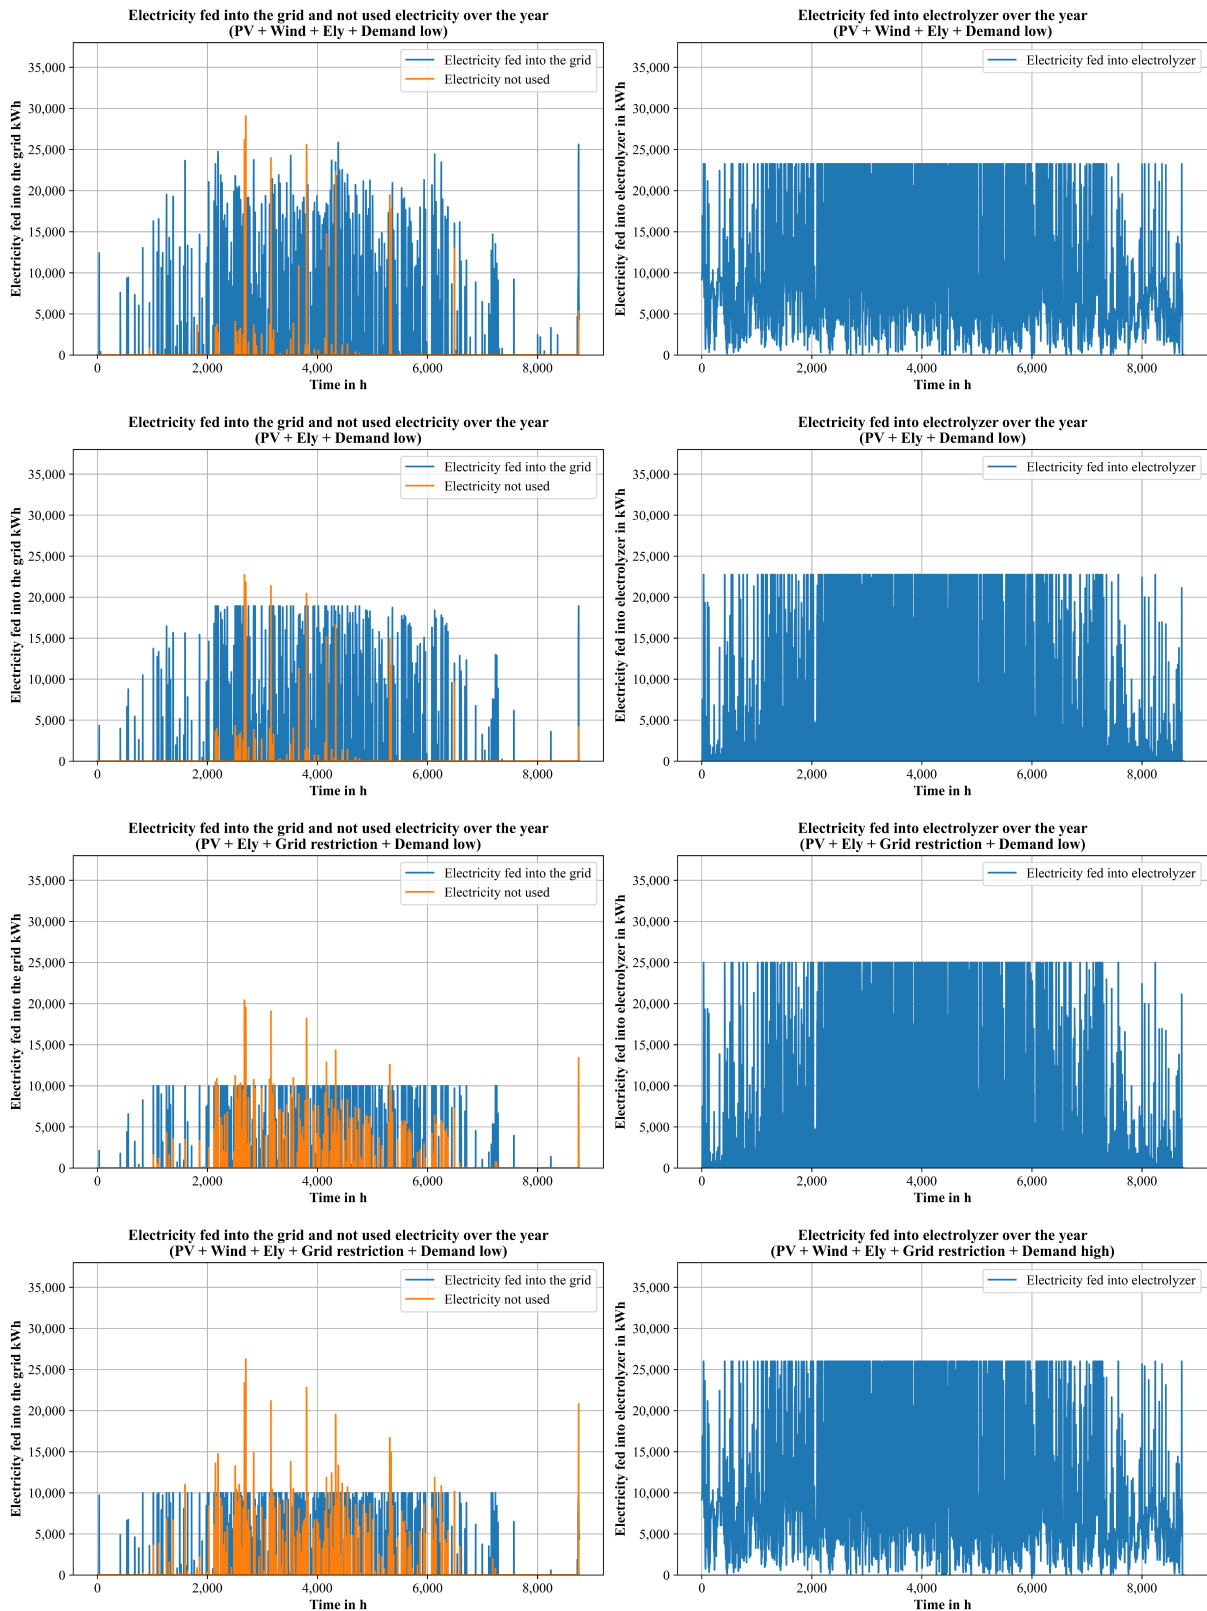 Electricity fed into the grid and not used electricity over the year
(PV + Wind + Ely + Demand low)
Electricity fed into the grid kWh
35,000
30,000
25,000
20,000
15,000
10,000
5,000
0
Electricity fed into the grid
Electricity not used
0
2,000
4,000
6,000
8,000
Time in h
Electricity fed into electrolyzer over the year
(PV + Wind + Ely + Demand low)
Electricity fed into electrolyzer in kWh
35,000
30,000
25,000
20,000
15,000
10,000
5,000
0
Electricity fed into electrolyzer
0
2,000
4,000
6,000
8,000
Time in h
Electricity fed into the grid and not used electricity over the year
(PV + Ely + Demand low)
Electricity fed into the grid kWh
35,000
30,000
25,000
20,000
15,000
10,000
5,000
0
Electricity fed into the grid
Electricity not used
0
2,000
4,000
6,000
8,000
Time in h
Electricity fed into electrolyzer over the year
(PV + Ely + Demand low)
Electricity fed into electrolyzer in kWh
35,000
30,000
25,000
20,000
15,000
10,000
5,000
0
Electricity fed into electrolyzer
0
2,000
4,000
6,000
8,000
Time in h
Electricity fed into the grid and not used electricity over the year
(PV + Ely + Grid restriction + Demand low)
Electricity fed into the grid kWh
35,000
30,000
25,000
20,000
15,000
10,000
5,000
0
Electricity fed into the grid
Electricity not used
0
2,000
4,000
6,000
8,000
Time in h
Electricity fed into electrolyzer over the year
(PV + Ely + Grid restriction + Demand low)
Electricity fed into electrolyzer in kWh
35,000
30,000
25,000
20,000
15,000
10,000
5,000
0
Electricity fed into electrolyzer
0
2,000
4,000
6,000
8,000
Time in h
Electricity fed into the grid and not used electricity over the year
(PV + Wind + Ely + Grid restriction + Demand low)
Electricity fed into the grid kWh
35,000
30,000
25,000
20,000
15,000
10,000
5,000
0
Electricity fed into the grid
Electricity not used
0
2,000
4,000
6,000
8,000
Time in h
Electricity fed into electrolyzer over the year
(PV + Wind + Ely + Grid restriction + Demand high)
Electricity fed into electrolyzer in kWh
35,000
30,000
25,000
20,000
15,000
10,000
5,000
0
Electricity fed into electrolyzer
0
2,000
4,000
6,000
8,000
Time in h